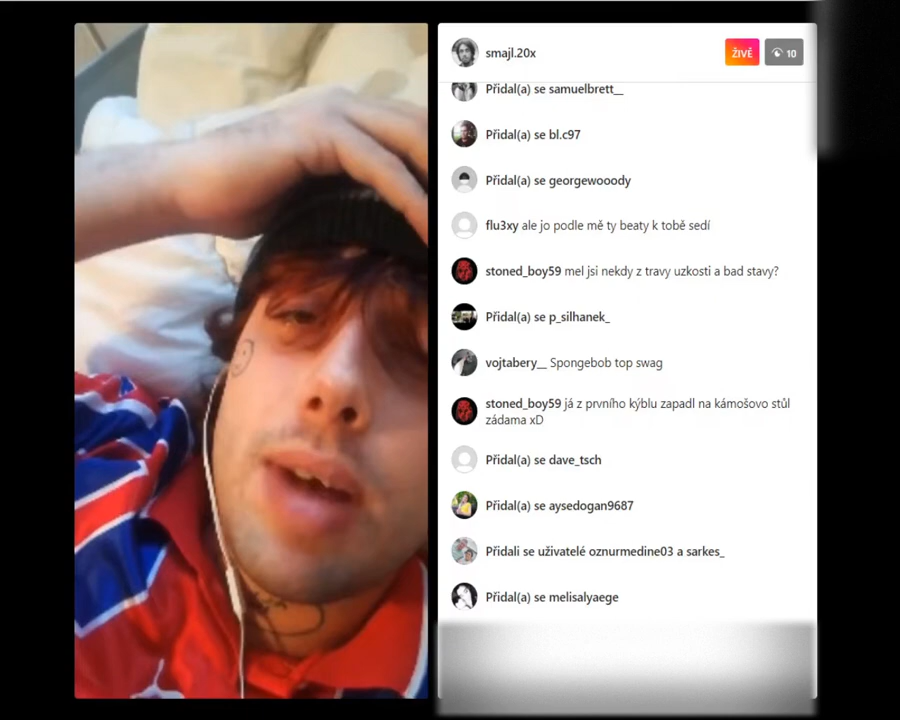 smajl.20x
ŽIVĚ
10
Přidal(a) se samuelbrett__
Přidal(a) se bl.c97
Přidal(a) se georgewooody
flu3xy ale jo podle mě ty beaty k tobě sedí
stoned_boy59 mel jsi nekdy z travy uzkosti a bad stavy?
Přidal(a) se p_silhanek_
vojtabery__ Spongebob top swag
stoned_boy59 já z prvního kýblu zapadl na kámošovo stůl
zádama xD
Přidal(a) se dave_tsch
Přidal(a) se aysedogan9687
Přidali se uživatelé oznurmedine03 a sarkes_
Přidal(a) se melisalyaege